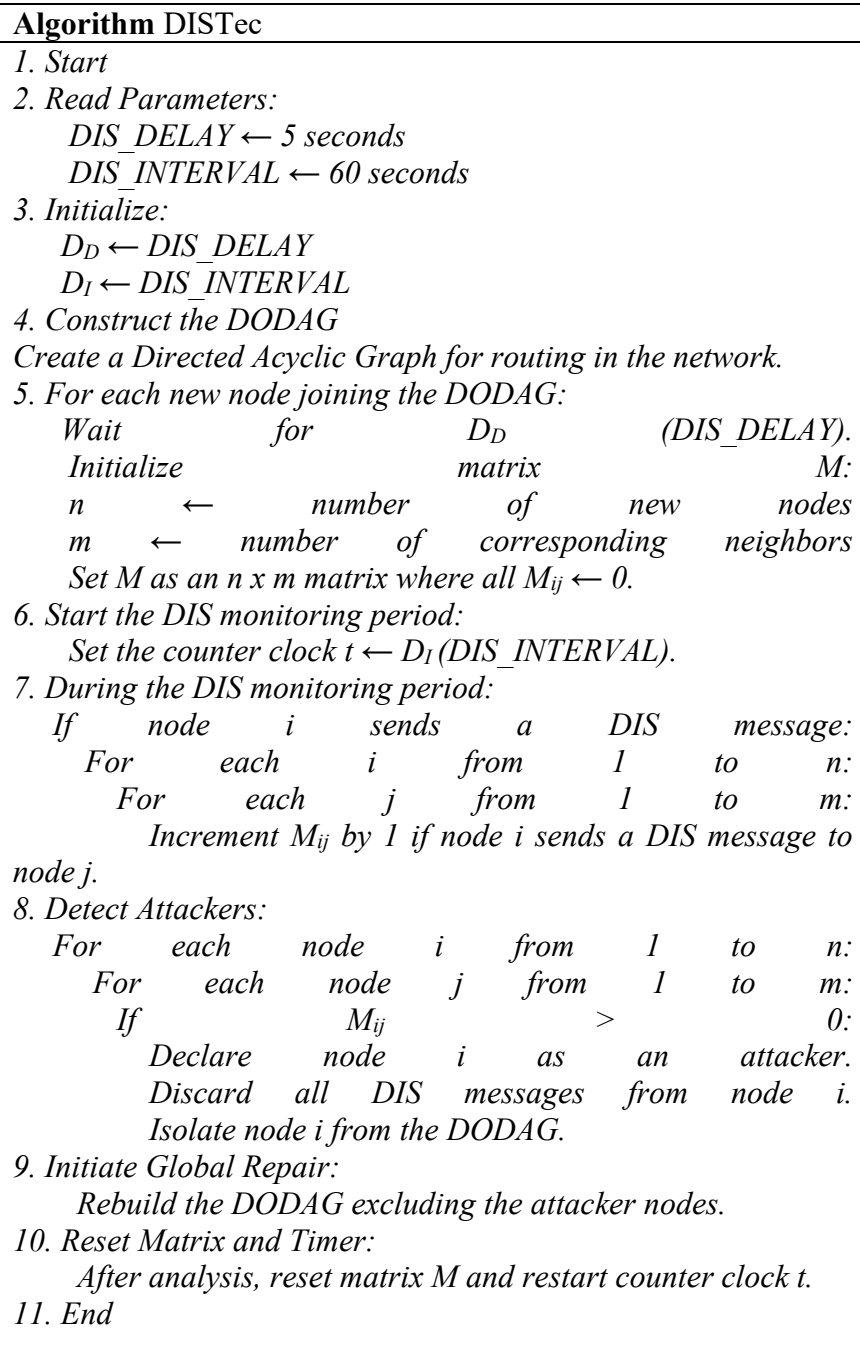 Algorithm DISTec
1. Start
2. Read Parameters:
DIS_DELAY ← 5 seconds
DIS_INTERVAL ← 60 seconds
3. Initialize:
D_D ← DIS_DELAY
D_I ← DIS_INTERVAL
4. Construct the DODAG
Create a Directed Acyclic Graph for routing in the network.
5. For each new node joining the DODAG:
Wait for D_D (DIS_DELAY).
Initialize matrix M:
n ← number of new nodes
m ← number of corresponding neighbors
Set M as an n x m matrix where all M_ij ← 0.
6. Start the DIS monitoring period:
Set the counter clock t ← D_I (DIS_INTERVAL).
7. During the DIS monitoring period:
If node i sends a DIS message:
For each i from 1 to n:
For each j from 1 to m:
Increment M_ij by 1 if node i sends a DIS message to
node j.
8. Detect Attackers:
For each node i from 1 to n:
For each node j from 1 to m:
If M_ij > 0:
Declare node i as an attacker.
Discard all DIS messages from node i.
Isolate node i from the DODAG.
9. Initiate Global Repair:
Rebuild the DODAG excluding the attacker nodes.
10. Reset Matrix and Timer:
After analysis, reset matrix M and restart counter clock t.
11. End